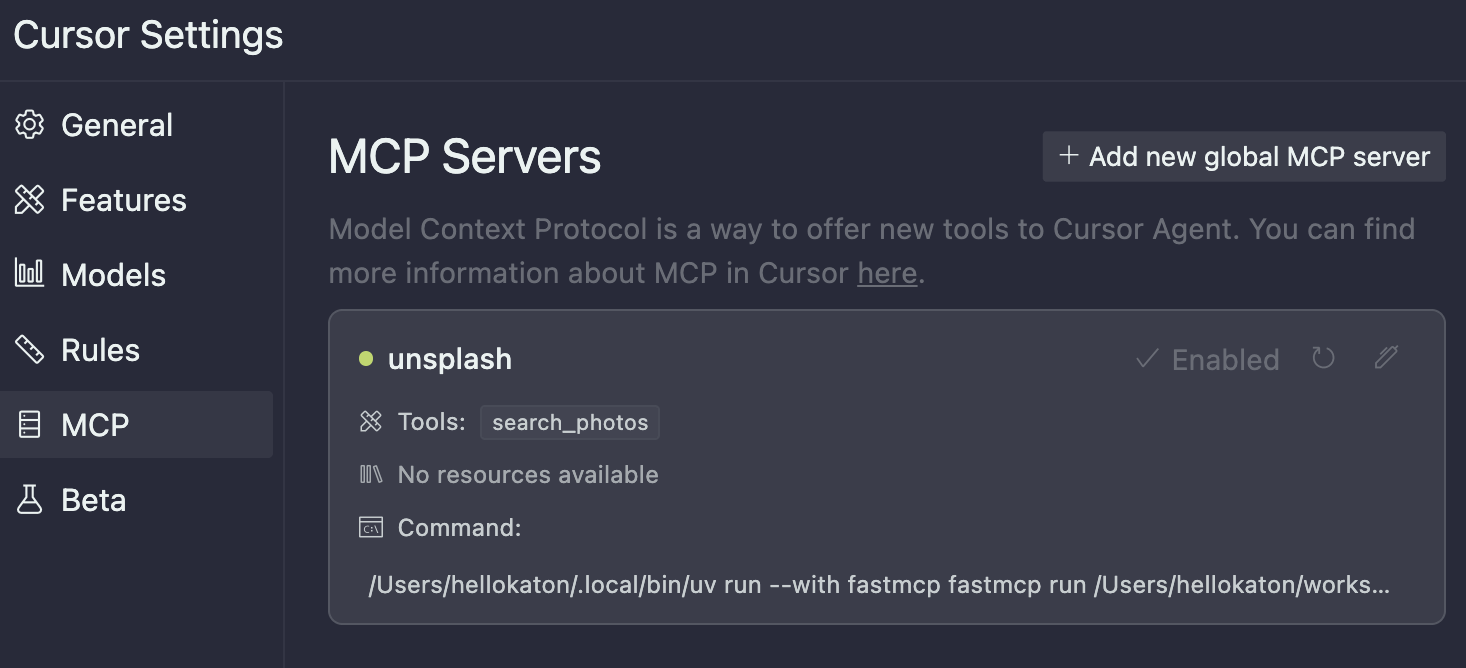 Cursor Settings
General
Features
Models
Rules
MCP
Beta
MCP Servers
+ Add new global MCP server
Model Context Protocol is a way to offer new tools to Cursor Agent. You can find
more information about MCP in Cursor here.
unsplash
Enabled
Tools: search_photos
No resources available
C:\ Command:
/Users/hellokaton/.local/bin/uv run --with fastmcp fastmcp run /Users/hellokaton/works...